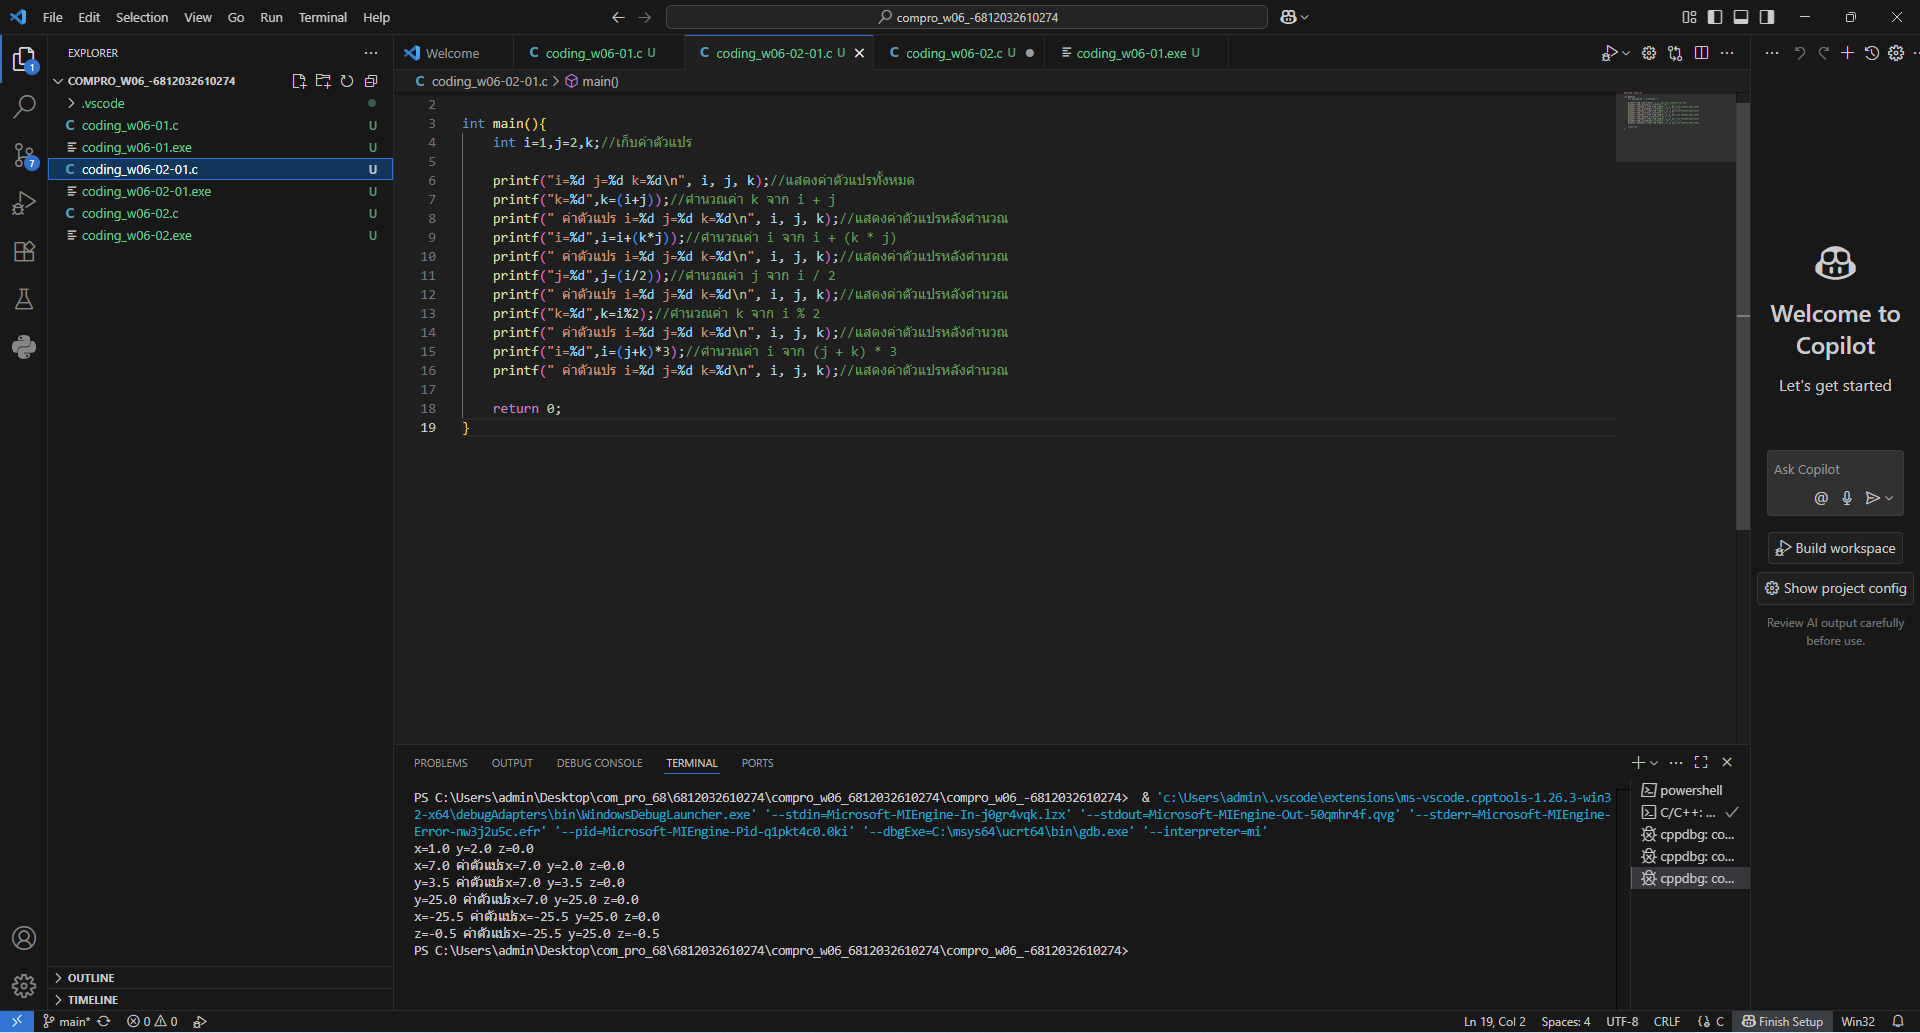 File Edit Selection View Go Run Terminal Help
compro_w06_-6812032610274
EXPLORER
COMPRO_W06_-6812032610274
.vscode
coding_w06-01.c U
coding_w06-01.exe U
coding_w06-02-01.c U
coding_w06-02-01.exe U
coding_w06-02.c U
coding_w06-02.exe U
1
7
OUTLINE
TIMELINE
Welcome
C coding_w06-01.c U
C coding_w06-02-01.c U
C coding_w06-02.c U
coding_w06-01.exe U
C coding_w06-02-01.c > main()
2
3 int main(){
4 int i=1,j=2,k;//เก็บค่าตัวแปร
5
6 printf("i=%d j=%d k=%d\n", i, j, k);//แสดงค่าตัวแปรทั้งหมด
7 printf("k=%d",k=(i+j));//คำนวณค่า k จาก i + j
8 printf(" ค่าตัวแปร i=%d j=%d k=%d\n", i, j, k);//แสดงค่าตัวแปรหลังคำนวณ
9 printf("i=%d",i=i+(k*j));//คำนวณค่า i จาก i + (k * j)
10 printf(" ค่าตัวแปร i=%d j=%d k=%d\n", i, j, k);//แสดงค่าตัวแปรหลังคำนวณ
11 printf("j=%d",j=(i/2));//คำนวณค่า j จาก i / 2
12 printf(" ค่าตัวแปร i=%d j=%d k=%d\n", i, j, k);//แสดงค่าตัวแปรหลังคำนวณ
13 printf("k=%d",k=i%2);//คำนวณค่า k จาก i % 2
14 printf(" ค่าตัวแปร i=%d j=%d k=%d\n", i, j, k);//แสดงค่าตัวแปรหลังคำนวณ
15 printf("i=%d",i=(j+k)*3);//คำนวณค่า i จาก (j + k) * 3
16 printf(" ค่าตัวแปร i=%d j=%d k=%d\n", i, j, k);//แสดงค่าตัวแปรหลังคำนวณ
17
18 return 0;
19 }
Welcome to
Copilot
Let's get started
Ask Copilot
Build workspace
Show project config
Review AI output carefully
before use.
PROBLEMS OUTPUT DEBUG CONSOLE TERMINAL PORTS
PS C:\Users\admin\Desktop\com_pro_68\6812032610274\compro_w06_6812032610274\compro_w06_-6812032610274> & 'c:\Users\admin\.vscode\extensions\ms-vscode.cpptools-1.26.3-win3
2-x64\debugAdapters\bin\WindowsDebugLauncher.exe' '--stdin=Microsoft-MIEngine-In-j0gr4vqk.lzx' '--stdout=Microsoft-MIEngine-Out-50qmhr4f.qvg' '--stderr=Microsoft-MIEngine-
Error-nw3j2u5c.efr' '--pid=Microsoft-MIEngine-Pid-q1pkt4c0.0ki' '--dbgExe=C:\msys64\ucrt64\bin\gdb.exe' '--interpreter=mi'
x=1.0 y=2.0 z=0.0
x=7.0 ค่าตัวแปร x=7.0 y=2.0 z=0.0
y=3.5 ค่าตัวแปร x=7.0 y=3.5 z=0.0
y=25.0 ค่าตัวแปร x=7.0 y=25.0 z=0.0
x=-25.5 ค่าตัวแปร x=-25.5 y=25.0 z=0.0
z=-0.5 ค่าตัวแปร x=-25.5 y=25.0 z=-0.5
PS C:\Users\admin\Desktop\com_pro_68\6812032610274\compro_w06_6812032610274\compro_w06_-6812032610274>
powershell
C/C++: ...
cppdbg: co...
cppdbg: co...
cppdbg: co...
main* 0 0
Ln 19, Col 2 Spaces: 4 UTF-8 CRLF {} C Finish Setup Win32